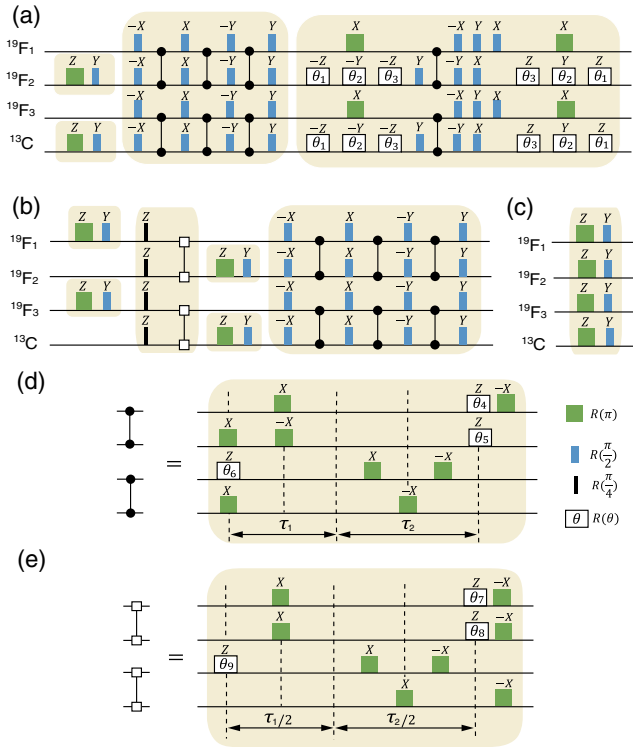 (a)
−X X −Y Y X −X Y X X
¹⁹F₁
Z Y −X X −Y Y −Z −Y −Z Y −X X Z Y Z
¹⁹F₂ θ₁ θ₂ θ₃ θ₃ θ₂ θ₁
−X X −Y Y X −X Y X X
¹⁹F₃
Z Y −X X −Y Y −Z −Y −Z Y −X X Z Y Z
¹³C θ₁ θ₂ θ₃ θ₃ θ₂ θ₁
(b) (c)
Z Y Z −X X −Y Y Z Y
¹⁹F₁ ¹⁹F₁
Z Z Y −X X −Y Y Z Y
¹⁹F₂ ¹⁹F₂
Z Y Z −X X −Y Y Z Y
¹⁹F₃ ¹⁹F₃
Z Z Y −X X −Y Y Z Y
¹³C ¹³C
(d)
X Z −X
θ₄
X −X Z
θ₅
=
Z X −X
θ₆
X −X
τ₁ τ₂
R(π)
R(π/2)
R(π/4)
θ R(θ)
(e)
X Z −X
θ₇
X Z −X
θ₈
=
Z X −X
θ₉
X −X
τ₁/2 τ₂/2